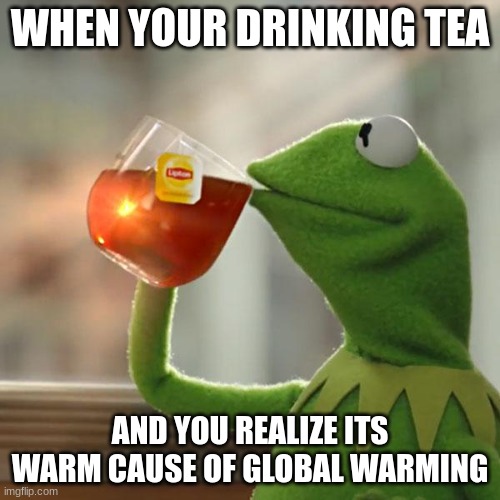 WHEN YOUR DRINKING TEA
Lipton
AND YOU REALIZE ITS
WARM CAUSE OF GLOBAL WARMING
imgflip.com